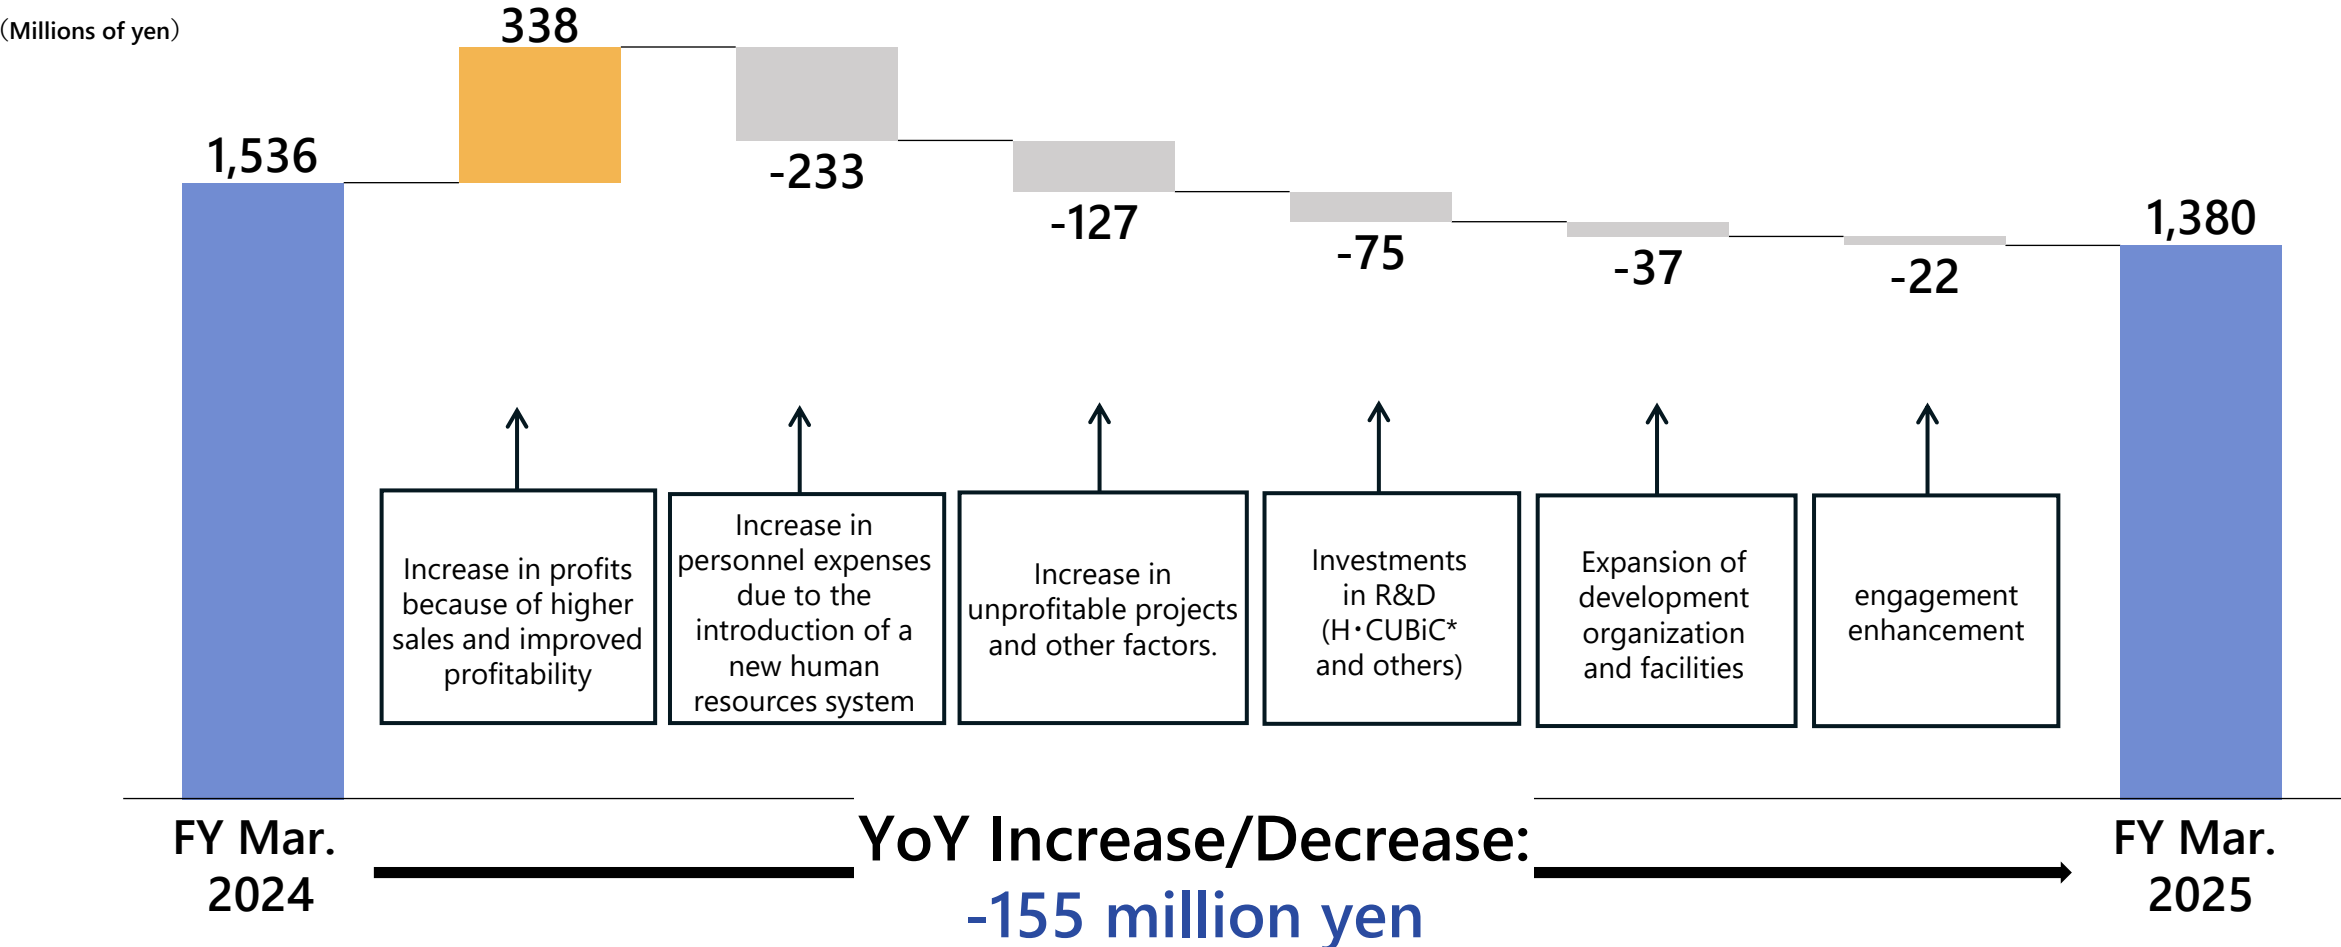 （Millions of yen）
338
1,536
-233
-127
-75
-37
-22
1,380
Increase in profits
because of higher
sales and improved
profitability
Increase in
personnel expenses
due to the
introduction of a
new human
resources system
Increase in
unprofitable projects
and other factors.
Investments
in R&D
(H・CUBiC*
and others)
Expansion of
development
organization
and facilities
engagement
enhancement
FY Mar.
2024
YoY Increase/Decrease:
-155 million yen
FY Mar.
2025